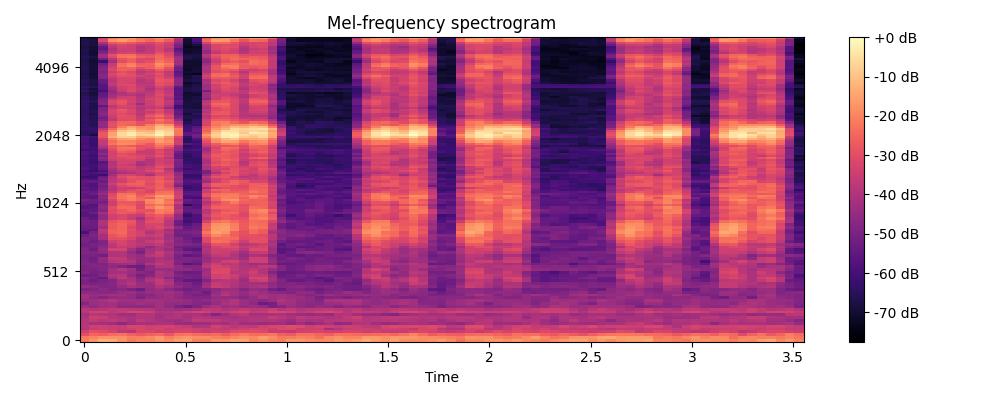 Mel-frequency spectrogram
+0 dB
4096
-10 dB
-20 dB
2048
-30 dB
Hz
1024
-40 dB
-50 dB
512
-60 dB
-70 dB
0
0 0.5 1 1.5 2 2.5 3 3.5
Time